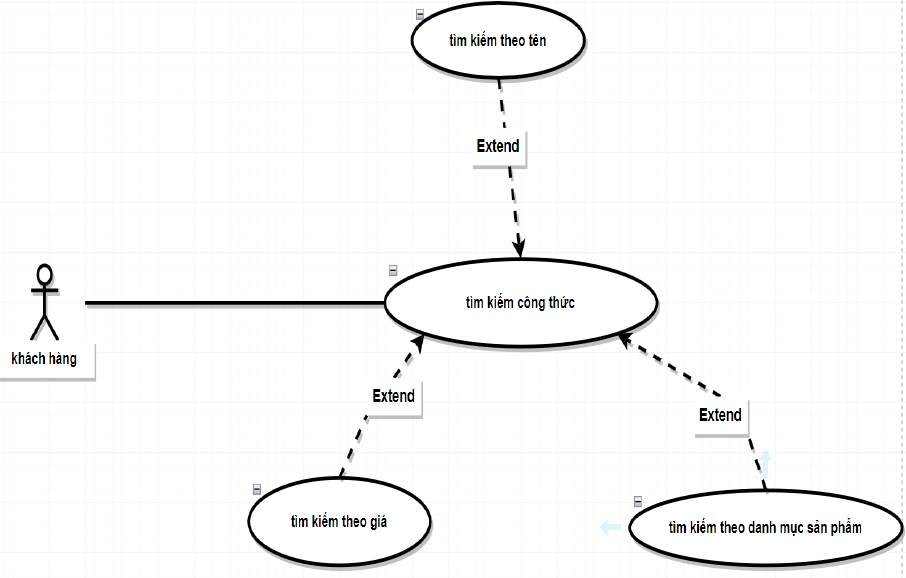 tìm kiếm theo tên
Extend
tìm kiếm công thức
khách hàng
Extend
Extend
tìm kiếm theo giá
tìm kiếm theo danh mục sản phẩm